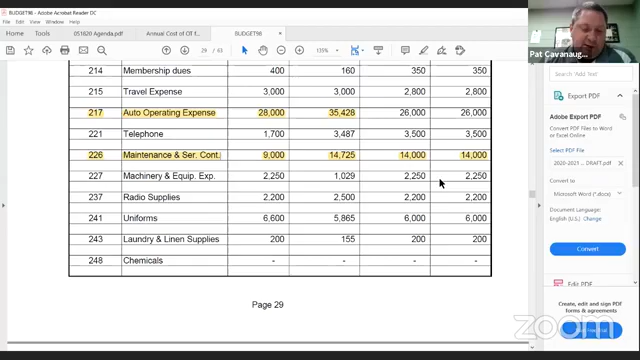 BUDGET98 - Adobe Acrobat Reader DC
File Edit View Window Help
Home Tools
051820 Agenda.pdf
Annual Cost of OT f...
BUDGET98
29 / 63
135%
Pat Cavanaug...
214 Membership dues 400 160 350 350
215 Travel Expense 3,000 3,000 2,800 2,800
217 Auto Operating Expense 28,000 35,428 26,000 26,000
221 Telephone 1,700 3,487 3,500 3,500
226 Maintenance & Ser. Cont. 9,000 14,725 14,000 14,000
227 Machinery & Equip. Exp. 2,250 1,029 2,250 2,250
237 Radio Supplies 2,200 2,500 2,200 2,200
241 Uniforms 6,600 5,865 6,000 6,000
243 Laundry & Linen Supplies 200 155 200 200
248 Chemicals - - - -
Page 29
Search 'Add Text'
Export PDF
Adobe Export PDF
Convert PDF Files to Word
or Excel Online
Select PDF File
2020-2021 ... DRAFT.pdf
Convert to
Microsoft Word (*.docx)
Document Language:
English (U.S.) Change
Convert
Edit PDF
Create, edit and sign PDF
forms & agreements
zoom